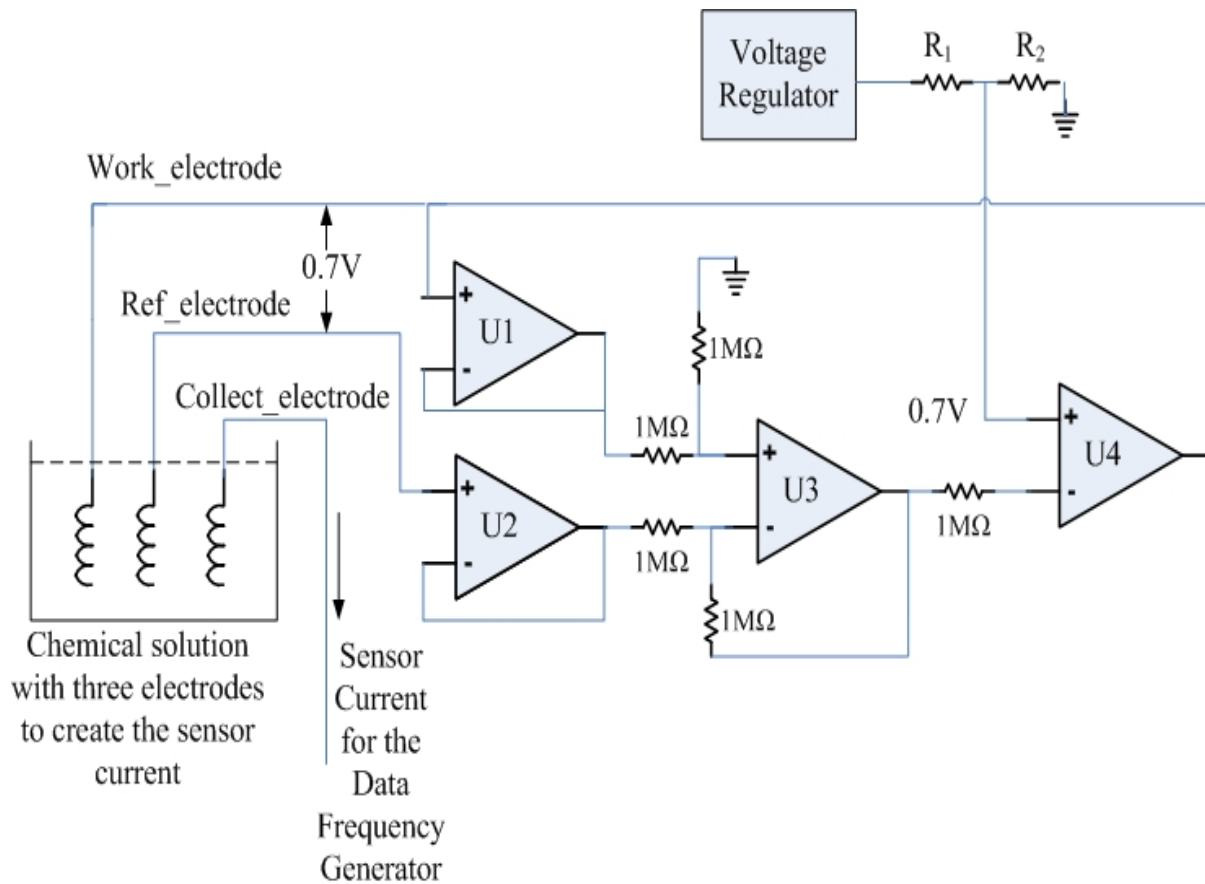 Voltage
Regulator
R1
R2
Work_electrode
0.7V
Ref_electrode
Collect_electrode
+
-
U1
1MΩ
1MΩ
0.7V
+
-
U2
1MΩ
+
-
U3
1MΩ
1MΩ
+
-
U4
Chemical solution
with three electrodes
to create the sensor
current
Sensor
Current
for the
Data
Frequency
Generator